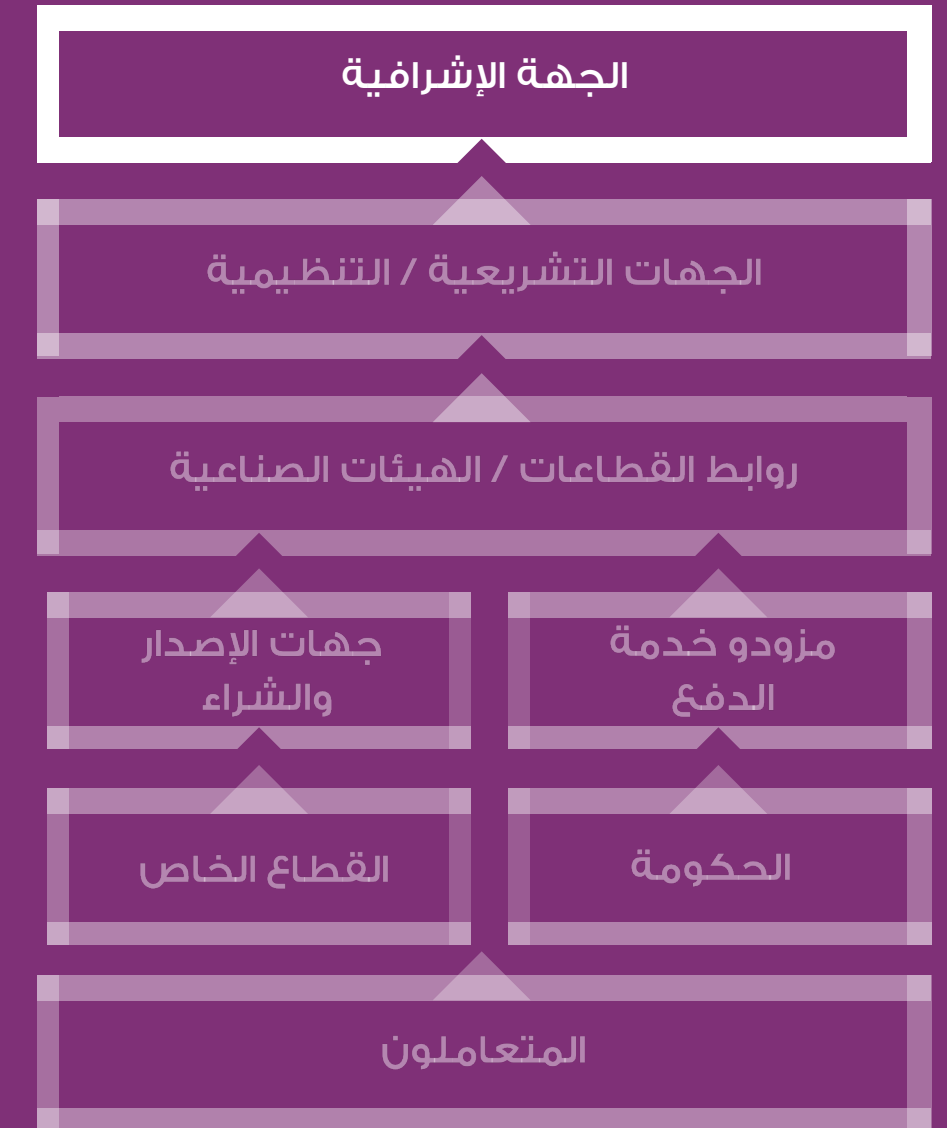 الجهة الإشرافية
الجهات التشريعية / التنظيمية
روابط القطاعات / الهيئات الصناعية
مزودو خدمة
الدفع
جهات الإصدار
والشراء
الحكومة
القطاع الخاص
المتعاملون